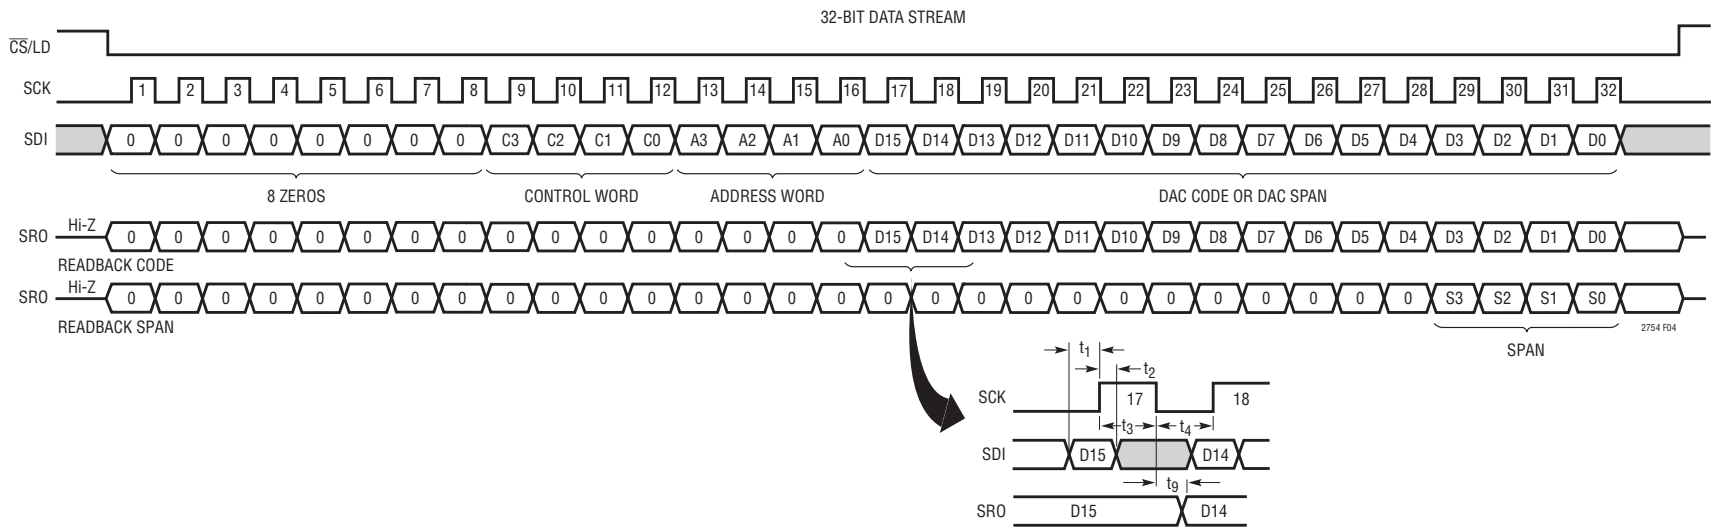 32-BIT DATA STREAM
CS/LD
SCK 1 2 3 4 5 6 7 8 9 10 11 12 13 14 15 16 17 18 19 20 21 22 23 24 25 26 27 28 29 30 31 32
SDI 0 0 0 0 0 0 0 0 C3 C2 C1 C0 A3 A2 A1 A0 D15 D14 D13 D12 D11 D10 D9 D8 D7 D6 D5 D4 D3 D2 D1 D0
8 ZEROS CONTROL WORD ADDRESS WORD DAC CODE OR DAC SPAN
SRO Hi-Z 0 0 0 0 0 0 0 0 0 0 0 0 0 0 0 0 D15 D14 D13 D12 D11 D10 D9 D8 D7 D6 D5 D4 D3 D2 D1 D0
READBACK CODE
SRO Hi-Z 0 0 0 0 0 0 0 0 0 0 0 0 0 0 0 0 0 0 0 0 0 0 0 0 0 0 0 0 S3 S2 S1 S0
READBACK SPAN
2754 F04
SPAN
t1
t2
SCK 17 18
t3 t4
SDI D15 D14
t9
SRO D15 D14